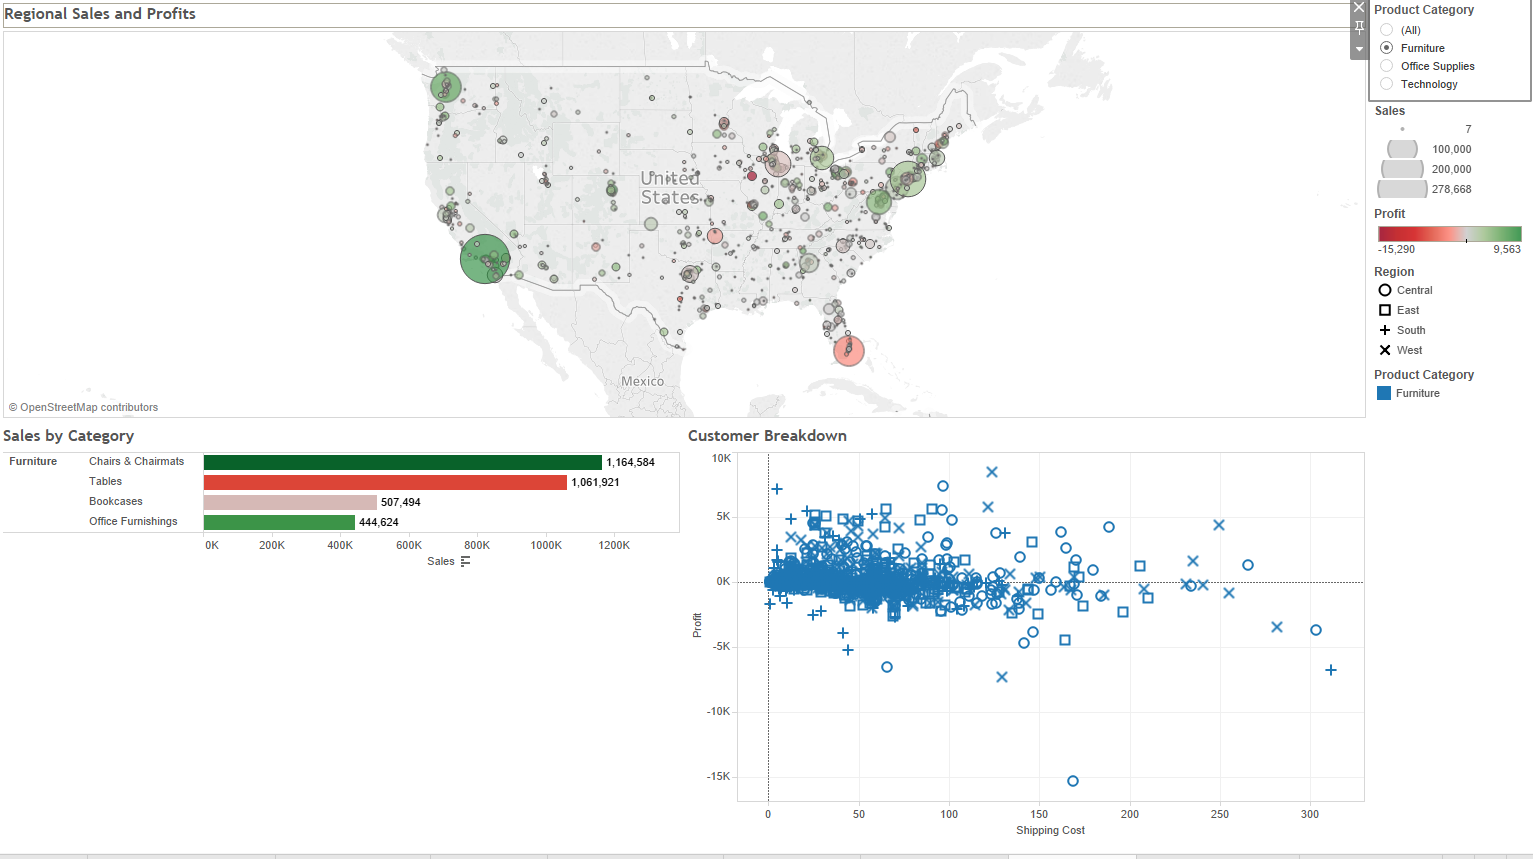 Regional Sales and Profits
United
States
Mexico
© OpenStreetMap contributors
Product Category
(All)
Furniture
Office Supplies
Technology
Sales
7
100,000
200,000
278,668
Profit
-15,290 9,563
Region
Central
East
South
West
Product Category
Furniture
Sales by Category
Furniture Chairs & Chairmats 1,164,584
Tables 1,061,921
Bookcases 507,494
Office Furnishings 444,624
0K 200K 400K 600K 800K 1000K 1200K
Sales
Customer Breakdown
10K
5K
0K
-5K
-10K
-15K
Profit
0 50 100 150 200 250 300
Shipping Cost